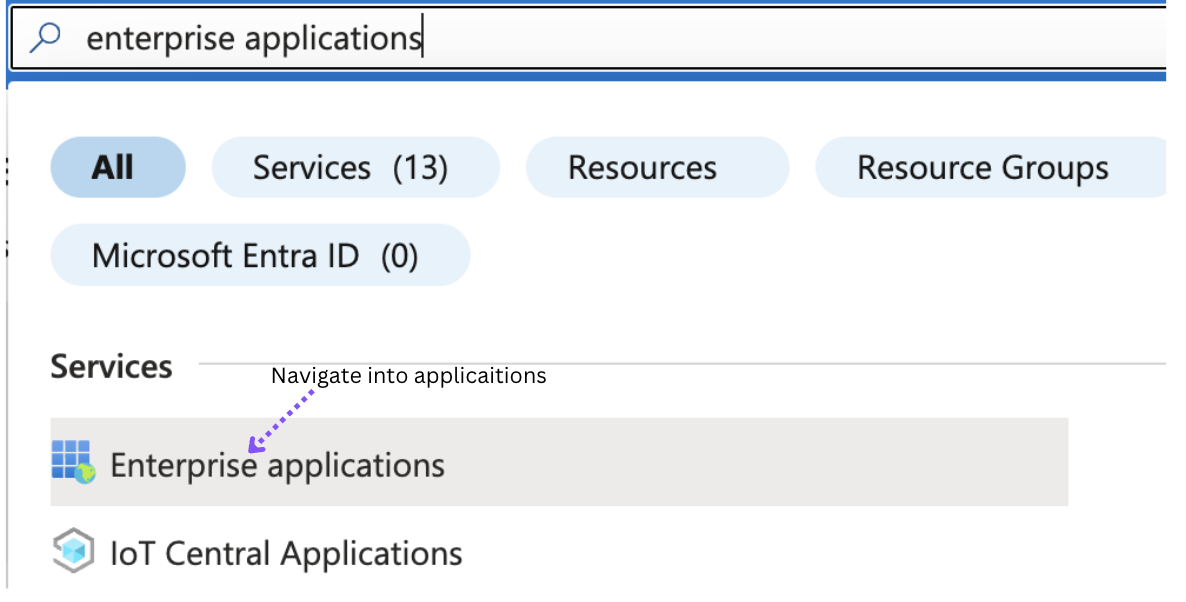 enterprise applications
All Services (13) Resources Resource Groups
Microsoft Entra ID (0)
Services
Navigate into applicaitions
Enterprise applications
IoT Central Applications